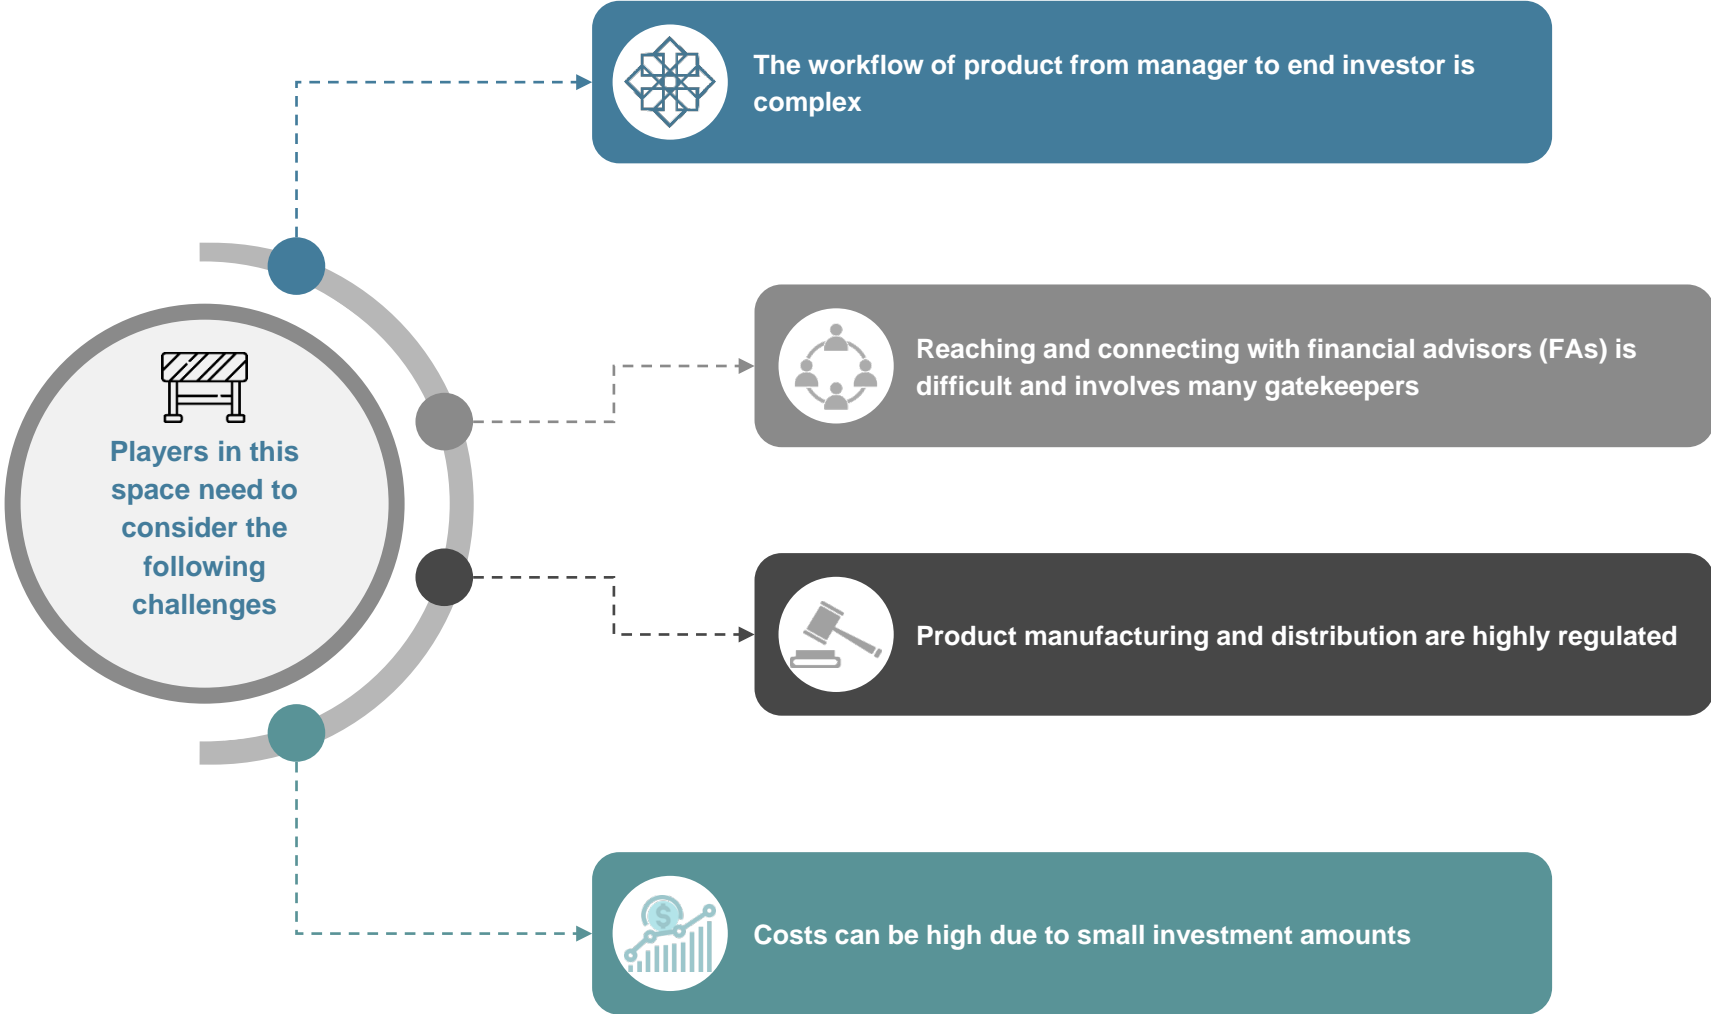 The workflow of product from manager to end investor is
complex
Reaching and connecting with financial advisors (FAs) is
difficult and involves many gatekeepers
Players in this
space need to
consider the
following
challenges
Product manufacturing and distribution are highly regulated
$
Costs can be high due to small investment amounts